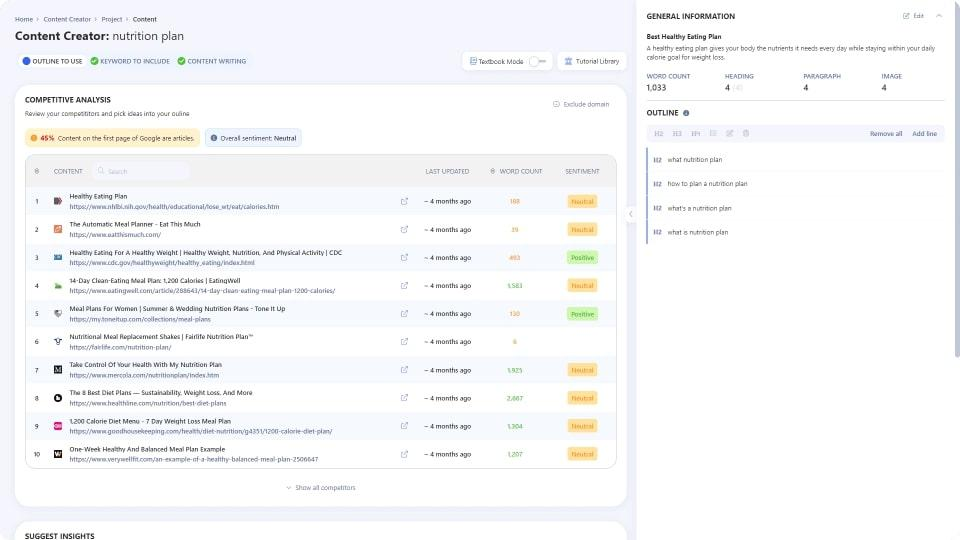 Home › Content Creator › Project › Content
Content Creator: nutrition plan
OUTLINE TO USE KEYWORD TO INCLUDE CONTENT WRITING
Textbook Mode Tutorial Library
COMPETITIVE ANALYSIS
Review your competititors and pick ideas into your ouline
Exclude domain
45% Content on the first page of Google are articles.
Overall sentiment: Neutral
CONTENT Search LAST UPDATED WORD COUNT SENTIMENT
1 Healthy Eating Plan
https://www.nhlbi.nih.gov/health/educational/lose_wt/eat/calories.htm
~ 4 months ago 188 Neutral
2 The Automatic Meal Planner - Eat This Much
https://www.eatthismuch.com/
~ 4 months ago 39 Neutral
3 Healthy Eating For A Healthy Weight | Healthy Weight, Nutrition, And Physical Activity | CDC
https://www.cdc.gov/healthyweight/healthy_eating/index.html
~ 4 months ago 493 Positive
4 14-Day Clean-Eating Meal Plan: 1,200 Calories | EatingWell
https://www.eatingwell.com/article/288643/14-day-clean-eating-meal-plan-1200-calories/
~ 4 months ago 1,583 Neutral
5 Meal Plans For Women | Summer & Wedding Nutrition Plans - Tone It Up
https://my.toneitup.com/collections/meal-plans
~ 4 months ago 130 Positive
6 Nutritional Meal Replacement Shakes | Fairlife Nutrition Plan™
https://fairlife.com/nutrition-plan/
~ 4 months ago 6
7 Take Control Of Your Health With My Nutrition Plan
https://www.mercola.com/nutritionplan/index.htm
~ 4 months ago 1,925 Neutral
8 The 8 Best Diet Plans — Sustainability, Weight Loss, And More
https://www.healthline.com/nutrition/best-diet-plans
~ 4 months ago 2,667 Neutral
9 1,200 Calorie Diet Menu - 7 Day Weight Loss Meal Plan
https://www.goodhousekeeping.com/health/diet-nutrition/g4351/1200-calorie-diet-plan/
~ 4 months ago 1,304 Neutral
10 One-Week Healthy And Balanced Meal Plan Example
https://www.verywellfit.com/an-example-of-a-healthy-balanced-meal-plan-2506647
~ 4 months ago 1,207 Neutral
Show all competitors
SUGGEST INSIGHTS
GENERAL INFORMATION Edit
Best Healthy Eating Plan
A healthy eating plan gives your body the nutrients it needs every day while staying within your daily
calorie goal for weight loss.
WORD COUNT HEADING PARAGRAPH IMAGE
1,033 4 4 4
OUTLINE
H2 H3 H4 Remove all Add line
H2 what nutrition plan
H2 how to plan a nutrition plan
H2 what's a nutrition plan
H2 what is nutrition plan